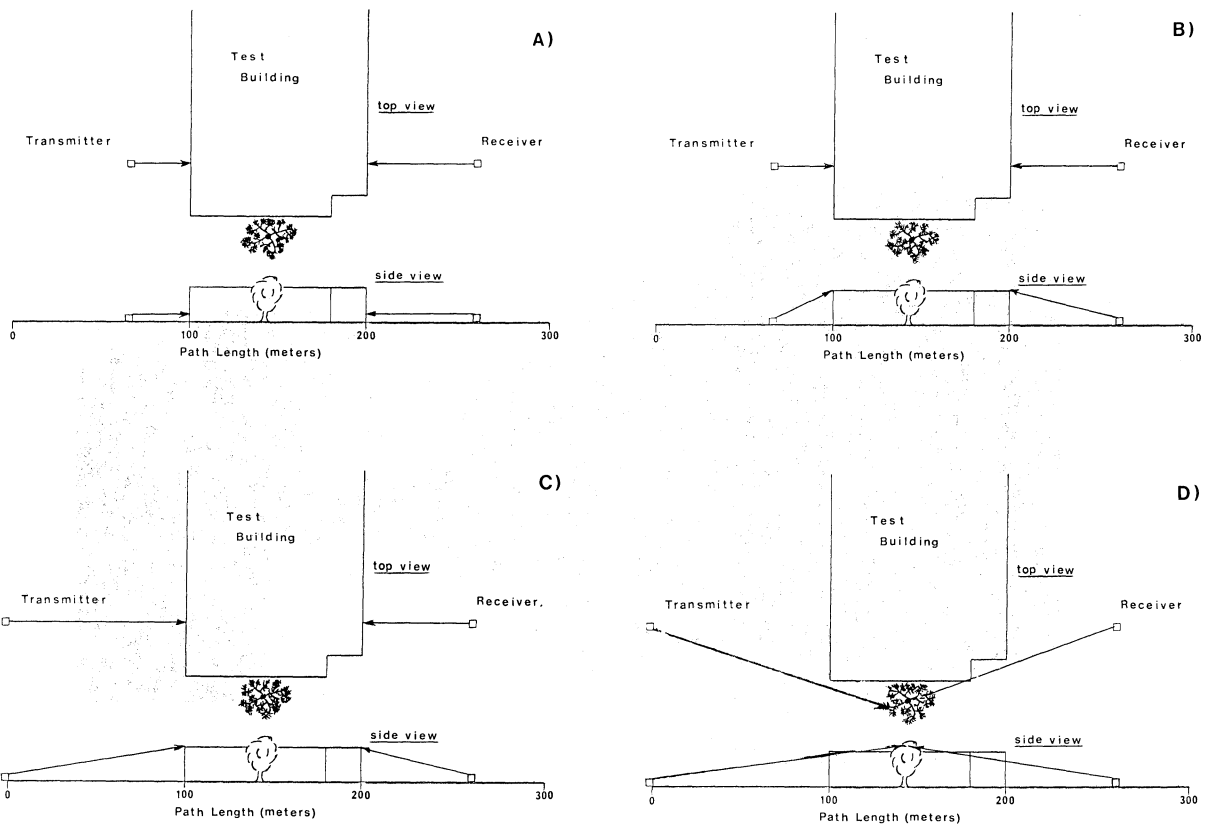 A)
Test
Building
top view
Transmitter
Receiver
side view
0 100 200 300
Path Length (meters)
B)
Test
Building
top view
Transmitter
Receiver
side view
0 100 200 300
Path Length (meters)
C)
Test
Building
top view
Transmitter
Receiver.
side view
0 100 200 300
Path Length (meters)
D)
Test
Building
top view
Transmitter
Receiver
side view
0 100 200 300
Path Length (meters)